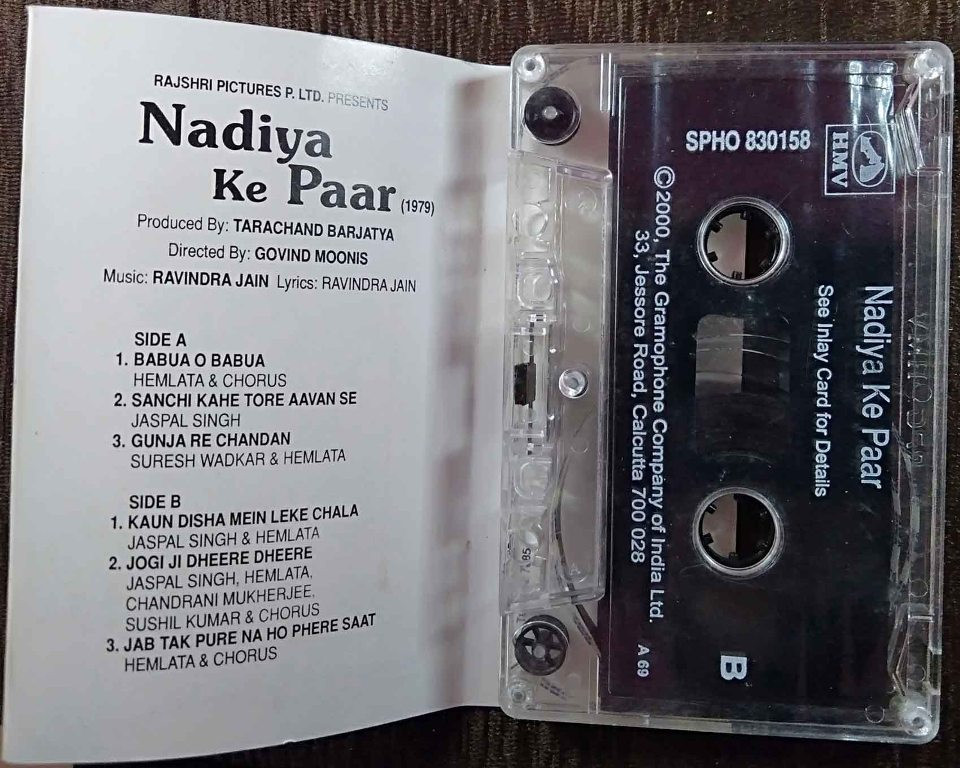 RAJSHRI PICTURES P. LTD. PRESENTS
Nadiya
Ke Paar (1979)
Produced By: TARACHAND BARJATYA
Directed By: GOVIND MOONIS
Music: RAVINDRA JAIN Lyrics: RAVINDRA JAIN
SIDE A
1. BABUA O BABUA
HEMLATA & CHORUS
2. SANCHI KAHE TORE AAVAN SE
JASPAL SINGH
3. GUNJA RE CHANDAN
SURESH WADKAR & HEMLATA
SIDE B
1. KAUN DISHA MEIN LEKE CHALA
JASPAL SINGH & HEMLATA
2. JOGI JI DHEERE DHEERE
JASPAL SINGH, HEMLATA,
CHANDRANI MUKHERJEE,
SUSHIL KUMAR & CHORUS
3. JAB TAK PURE NA HO PHERE SAAT
HEMLATA & CHORUS
SPHO 830158
HMV
Nadiya Ke Paar
See Inlay Card for Details
©2000, The Gramophone Company of India Ltd.
33, Jessore Road, Calcutta 700 028
A 69
B
85